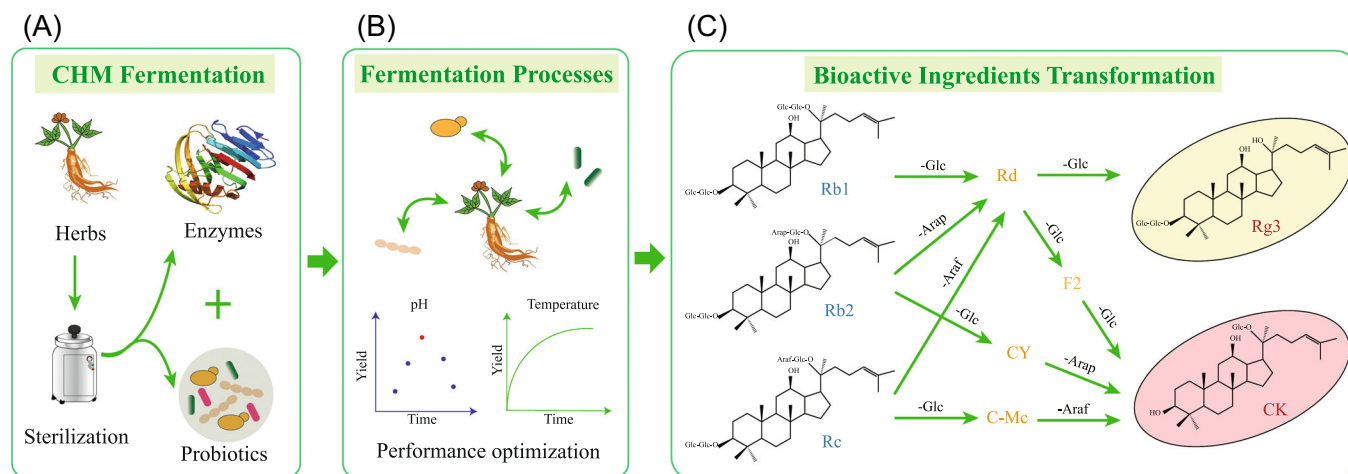 (A)
CHM Fermentation
Herbs
Enzymes
+
Sterilization
Probiotics
(B)
Fermentation Processes
pH
Yield
Time
Temperature
Yield
Time
Performance optimization
(C)
Bioactive Ingredients Transformation
Glc-Glc-O
OH
Glc-Glc-O
Rb1
-Glc
Rd
-Glc
HO
OH
Glc-Glc-O
Rg3
Arap-Glc-O
OH
Glc-Glc-O
Rb2
-Arap
-Araf
-Glc
-Glc
F2
-Glc
CY
-Arap
Araf-Glc-O
OH
Glc-Glc-O
Rc
-Glc
C-Mc
-Araf
Glc-O
OH
HO
CK